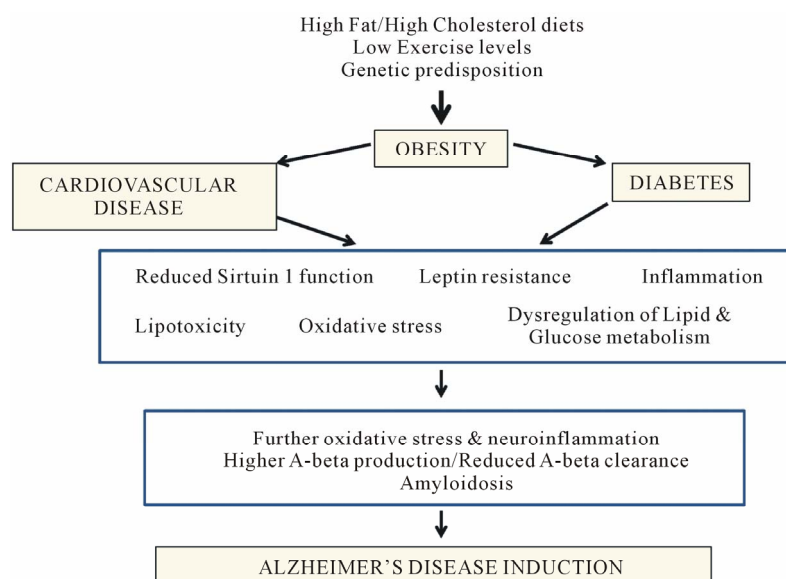 High Fat/High Cholesterol diets
Low Exercise levels
Genetic predisposition
OBESITY
CARDIOVASCULAR
DISEASE
DIABETES
Reduced Sirtuin 1 function
Leptin resistance
Inflammation
Lipotoxicity
Oxidative stress
Dysregulation of Lipid &
Glucose metabolism
Further oxidative stress & neuroinflammation
Higher A-beta production/Reduced A-beta clearance
Amyloidosis
ALZHEIMER'S DISEASE INDUCTION